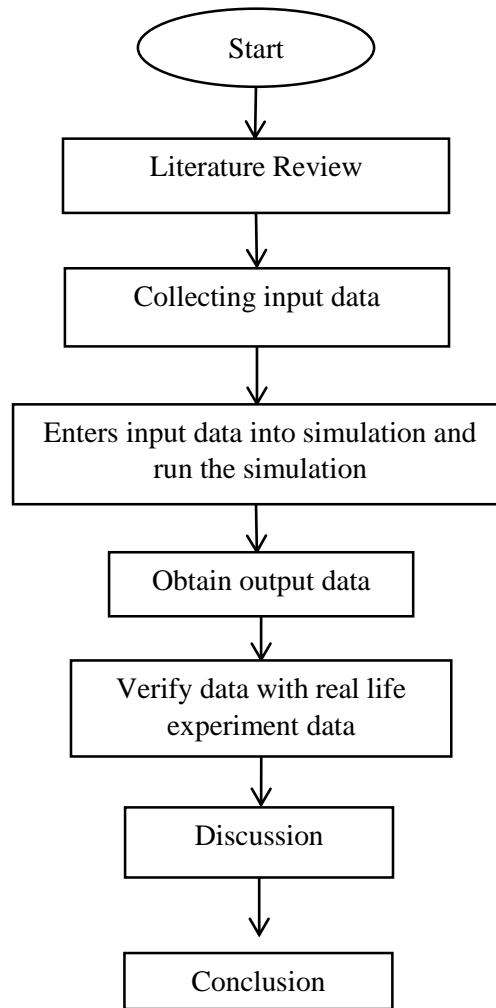 Start
Literature Review
Collecting input data
Enters input data into simulation and
run the simulation
Obtain output data
Verify data with real life
experiment data
Discussion
Conclusion